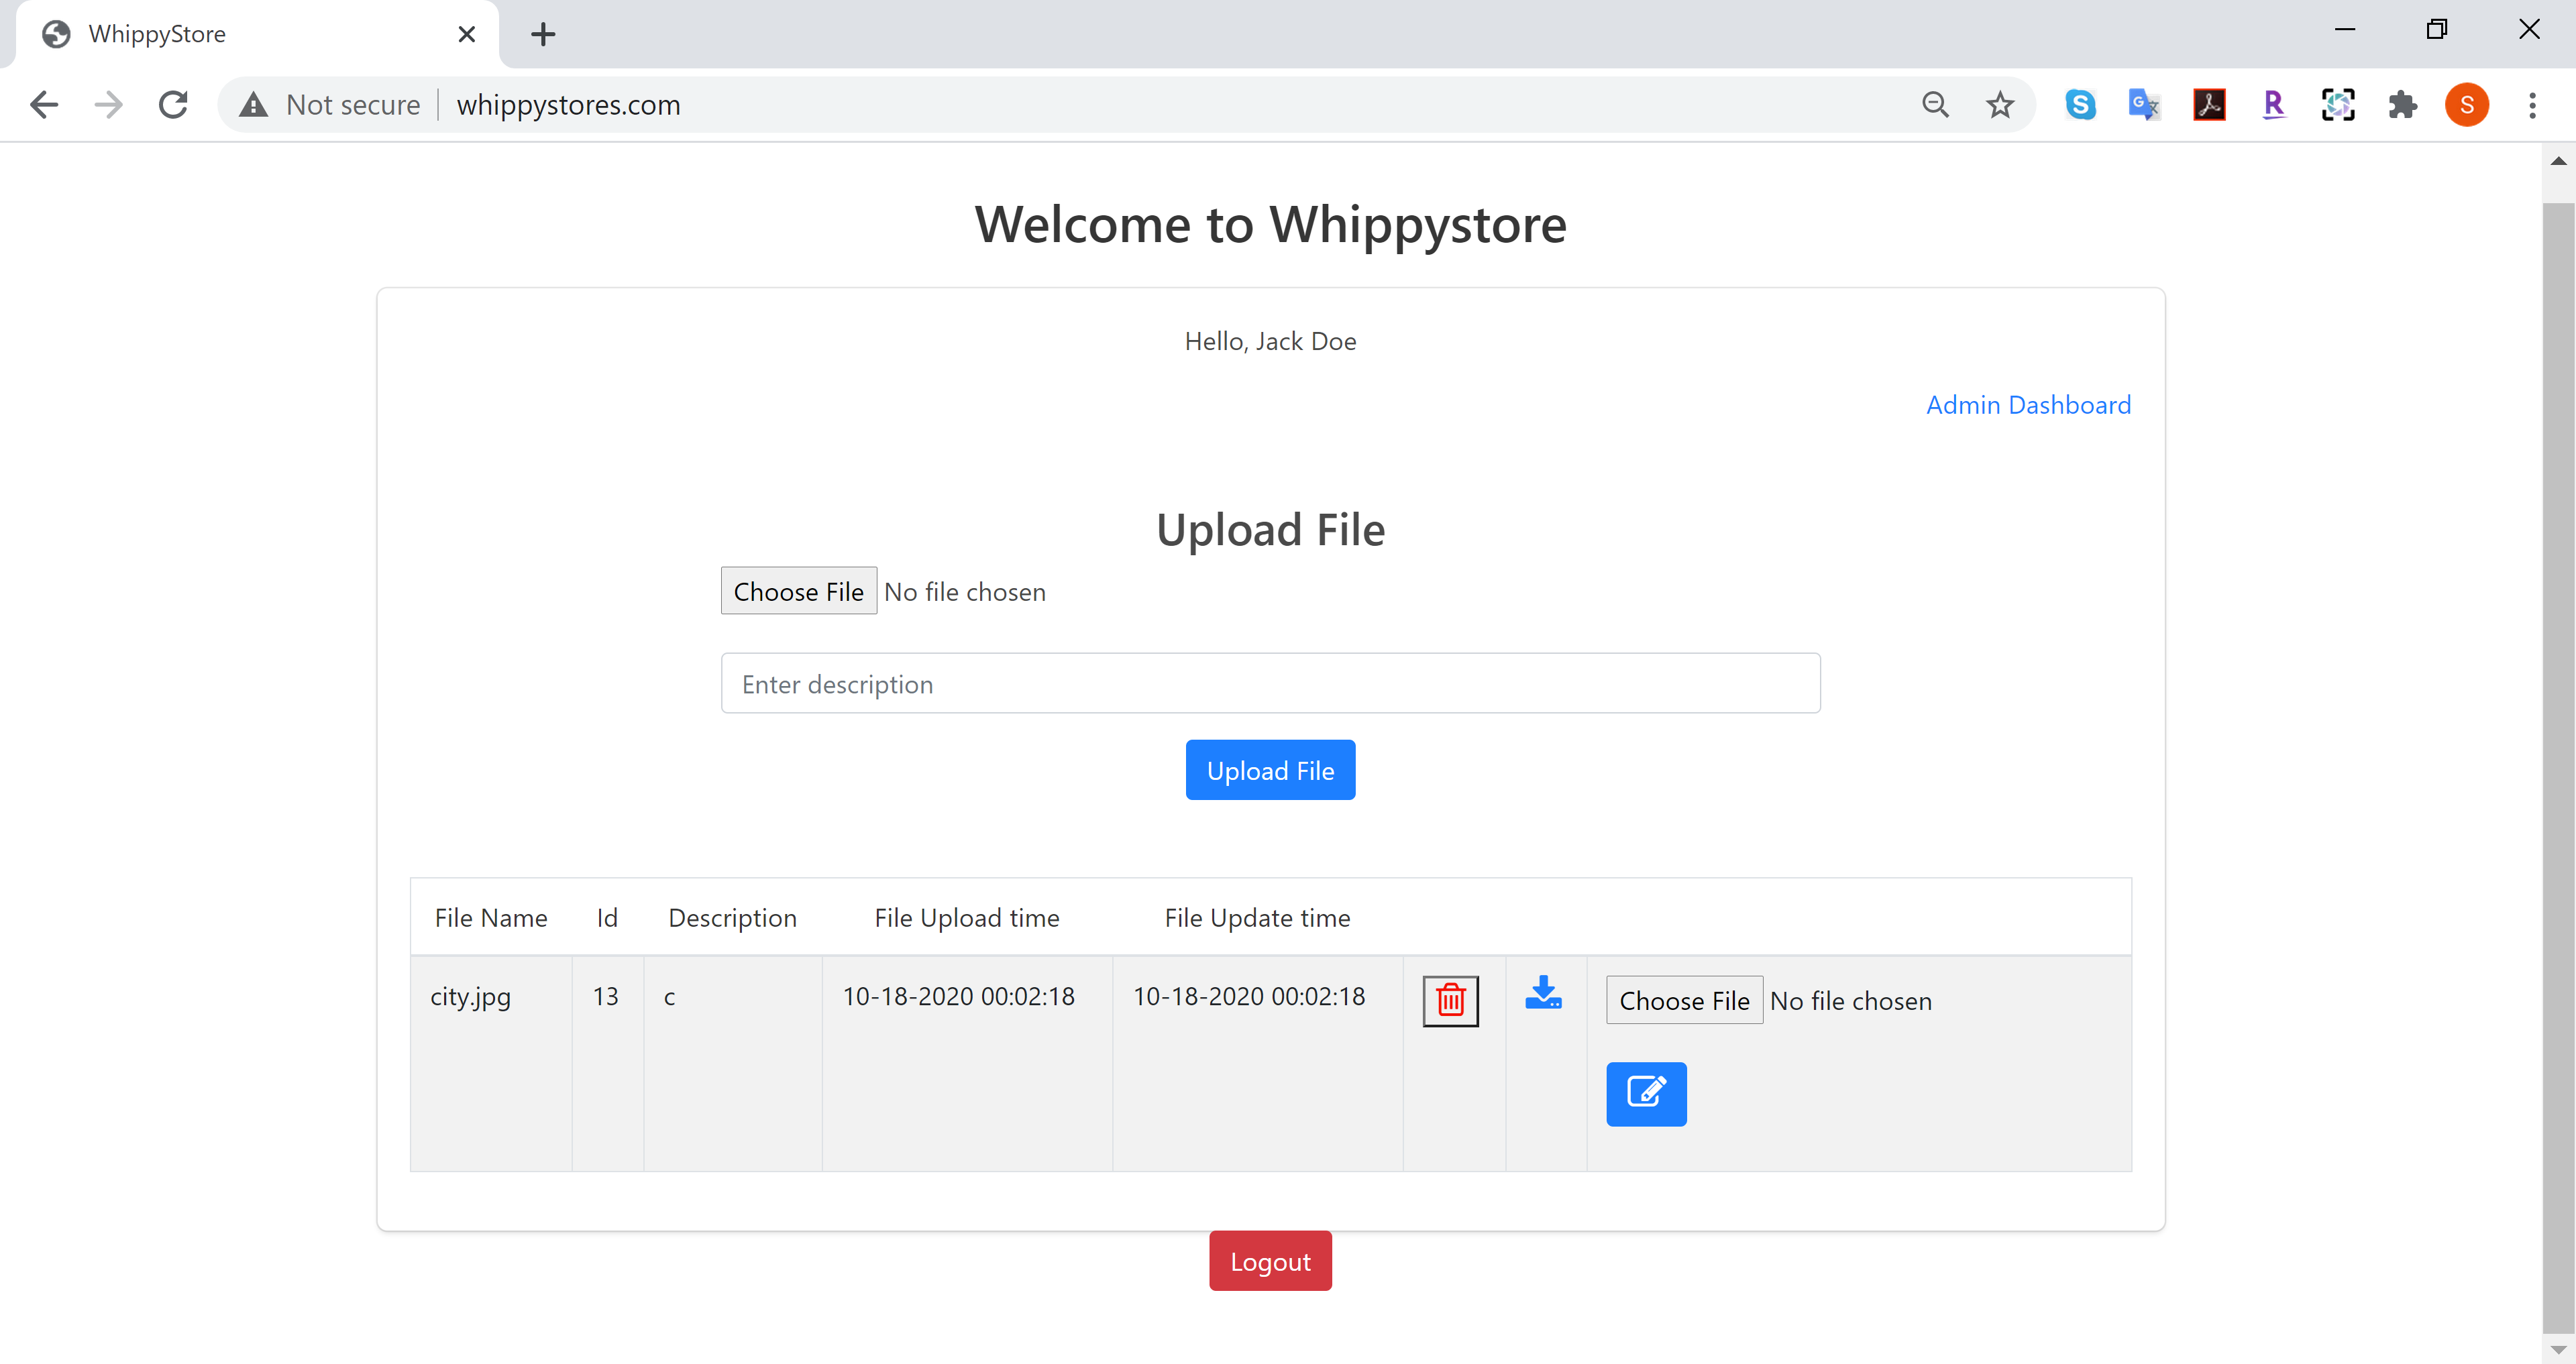 WhippyStore
Not secure whippystores.com
S
Welcome to Whippystore
Hello, Jack Doe
Admin Dashboard
Upload File
Choose File No file chosen
Enter description
Upload File
File Name Id Description File Upload time File Update time
city.jpg 13 c 10-18-2020 00:02:18 10-18-2020 00:02:18 Choose File No file chosen
Logout